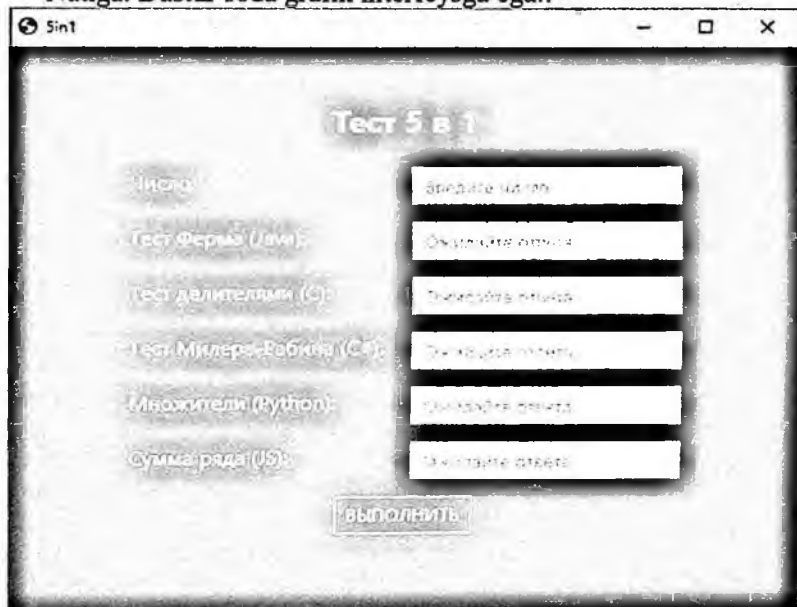 5in1
Тест 5 в 1
Число:
Введите число
Тест Ферма (Java):
Ожидайте ответа
Тест делителями (C):
Ожидайте ответа
Тест Милера-Рабина (C#):
Ожидайте ответа
Множители (Python):
Ожидайте ответа
Сумма ряда (JS):
Ожидайте ответа
ВЫПОЛНИТЬ